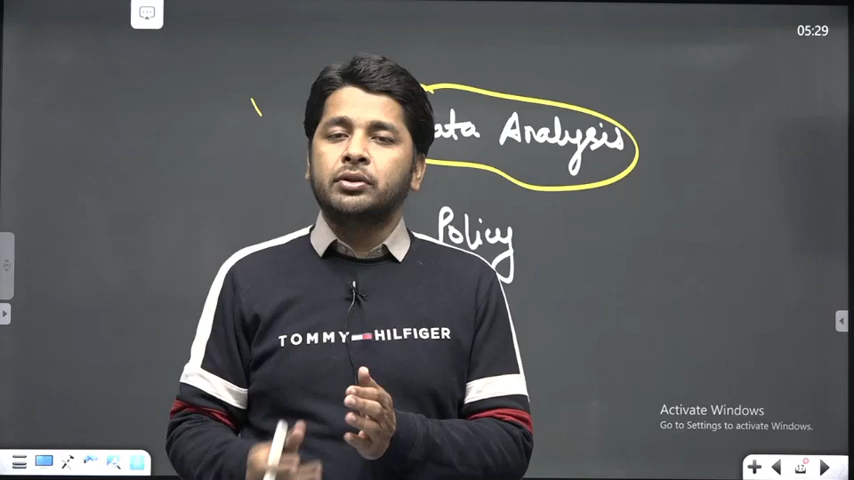 05:29
ata Analysis
Policy
TOMMY HILFIGER
Activate Windows
Go to Settings to activate Windows.